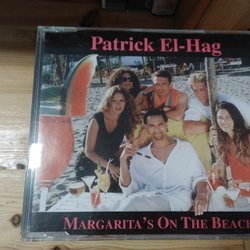 Patrick El-Hag
MARGARITA'S ON THE BEACH